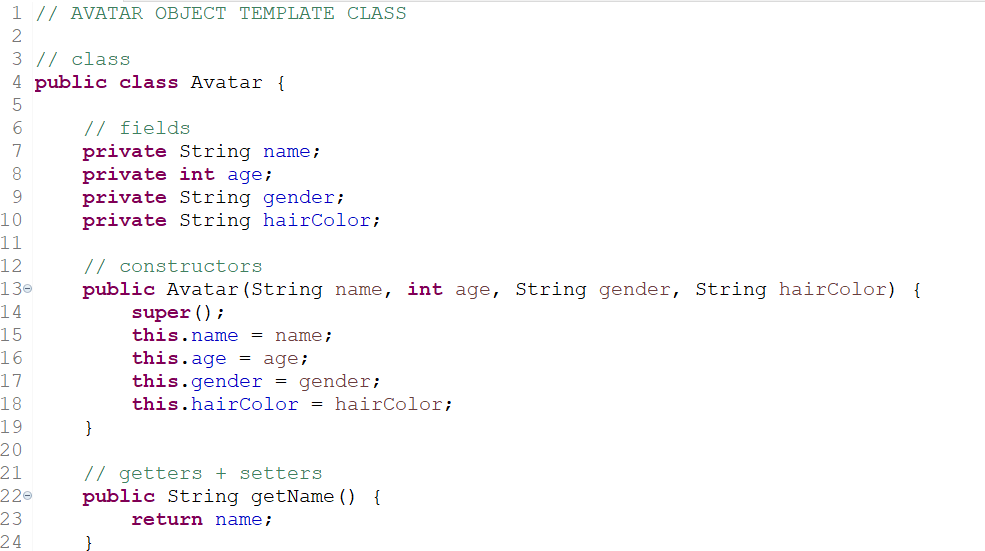 1 // AVATAR OBJECT TEMPLATE CLASS
2
3 // class
4 public class Avatar {
5
6     // fields
7     private String name;
8     private int age;
9     private String gender;
10     private String hairColor;
11
12     // constructors
13     public Avatar(String name, int age, String gender, String hairColor) {
14         super();
15         this.name = name;
16         this.age = age;
17         this.gender = gender;
18         this.hairColor = hairColor;
19     }
20
21     // getters + setters
22     public String getName() {
23         return name;
24     }